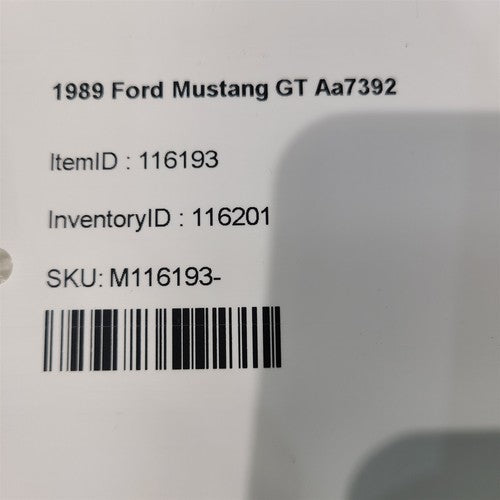 1989 Ford Mustang GT Aa7392
ItemID : 116193
InventoryID : 116201
SKU: M116193-